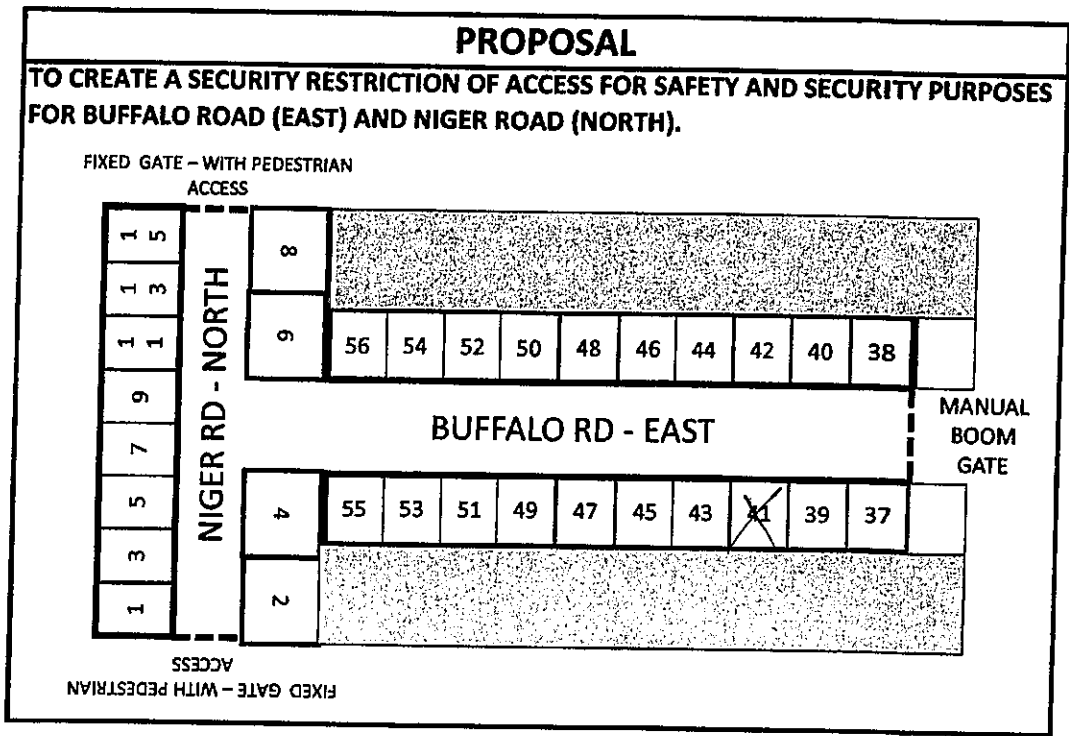 PROPOSAL
TO CREATE A SECURITY RESTRICTION OF ACCESS FOR SAFETY AND SECURITY PURPOSES
FOR BUFFALO ROAD (EAST) AND NIGER ROAD (NORTH).
FIXED GATE – WITH PEDESTRIAN
ACCESS
15
13
11
9
7
5
3
1
NIGER RD - NORTH
8
6
4
2
56 54 52 50 48 46 44 42 40 38
BUFFALO RD - EAST
MANUAL
BOOM
GATE
55 53 51 49 47 45 43 41 39 37
FIXED GATE – WITH PEDESTRIAN
ACCESS